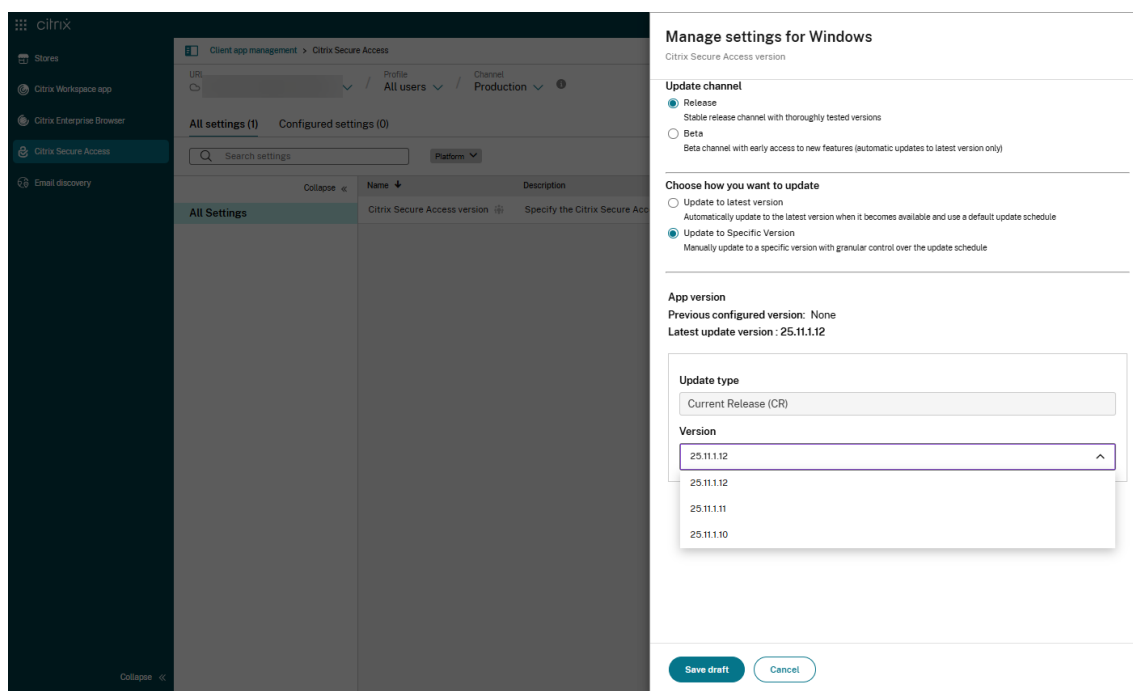 citrix
Stores
Citrix Workspace app
Citrix Enterprise Browser
Citrix Secure Access
Email discovery
Collapse
Client app management > Citrix Secure Access
URL
/ Profile
All users
/ Channel
Production
All settings (1) Configured settings (0)
Search settings
Platform
Collapse
All Settings
Name Description
Citrix Secure Access version Specify the Citrix Secure Acc
Manage settings for Windows
Citrix Secure Access version
Update channel
Release
Stable release channel with thoroughly tested versions
Beta
Beta channel with early access to new features (automatic updates to latest version only)
Choose how you want to update
Update to latest version
Automatically update to the latest version when it becomes available and use a default update schedule
Update to Specific Version
Manually update to a specific version with granular control over the update schedule
App version
Previous configured version: None
Latest update version : 25.11.1.12
Update type
Current Release (CR)
Version
25.11.1.12
25.11.1.12
25.11.1.11
25.11.1.10
Save draft Cancel